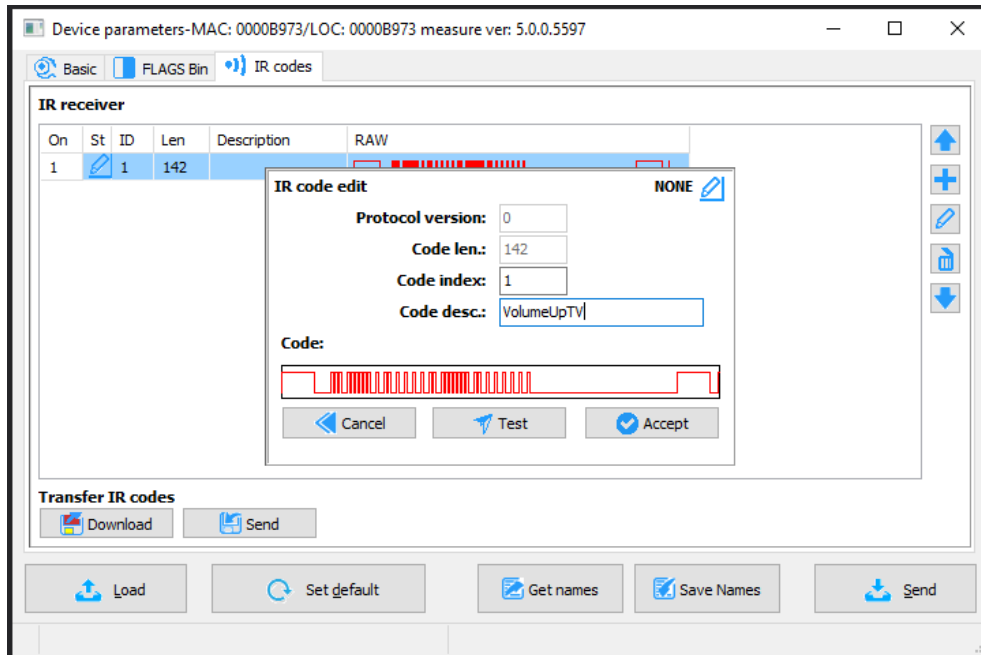 Device parameters-MAC: 0000B973/LOC: 0000B973 measure ver: 5.0.0.5597
Basic FLAGS Bin IR codes
IR receiver
On St ID Len Description RAW
1 1 142
IR code edit NONE
Protocol version: 0
Code len.: 142
Code index: 1
Code desc.: VolumeUpTV
Code:
Cancel Test Accept
Transfer IR codes
Download Send
Load Set default Get names Save Names Send